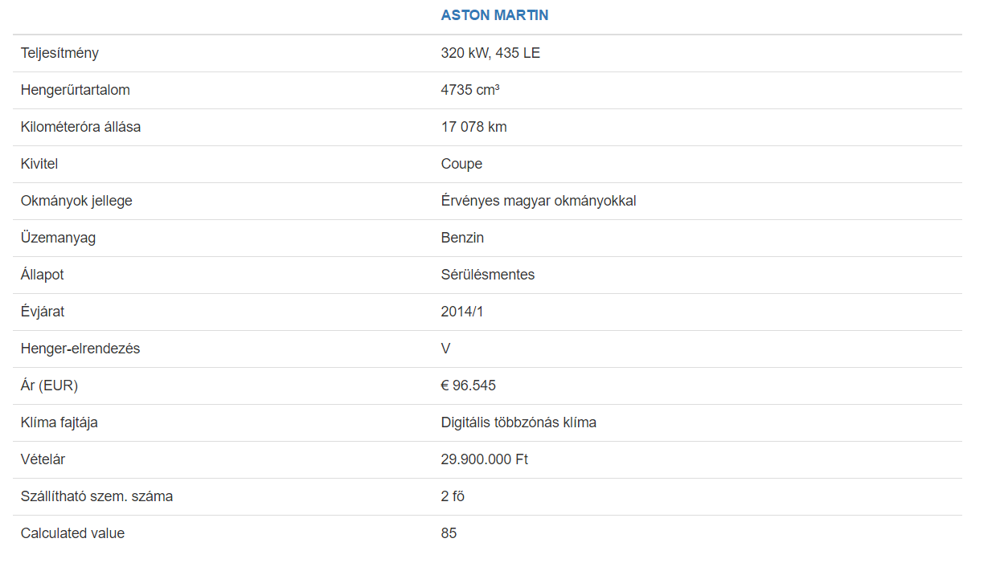 ASTON MARTIN
Teljesítmény 320 kW, 435 LE
Hengerűrtartalom 4735 cm³
Kilométeróra állása 17 078 km
Kivitel Coupe
Okmányok jellege Érvényes magyar okmányokkal
Üzemanyag Benzin
Állapot Sérülésmentes
Évjárat 2014/1
Henger-elrendezés V
Ár (EUR) € 96.545
Klíma fajtája Digitális többzónás klíma
Vételár 29.900.000 Ft
Szállítható szem. száma 2 fő
Calculated value 85